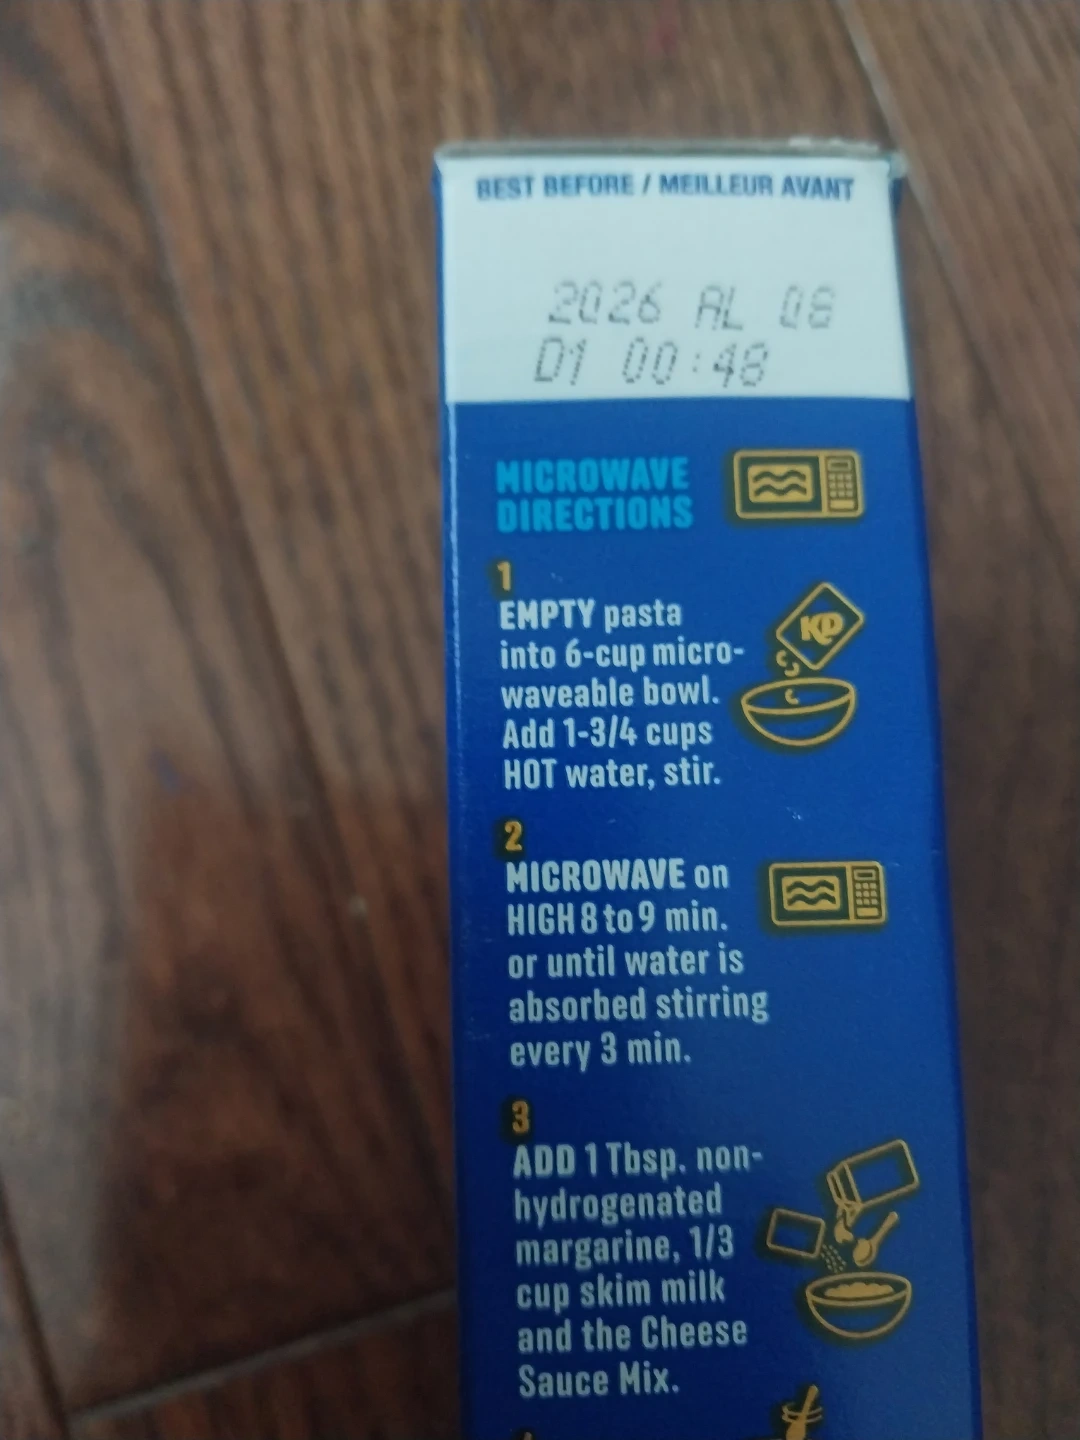 BEST BEFORE / MEILLEUR AVANT
2026 AL 08
D1 00:48
MICROWAVE
DIRECTIONS
1
EMPTY pasta
into 6-cup micro-
waveable bowl.
Add 1-3/4 cups
HOT water, stir.
KD
2
MICROWAVE on
HIGH 8 to 9 min.
or until water is
absorbed stirring
every 3 min.
3
ADD 1 Tbsp. non-
hydrogenated
margarine, 1/3
cup skim milk
and the Cheese
Sauce Mix.